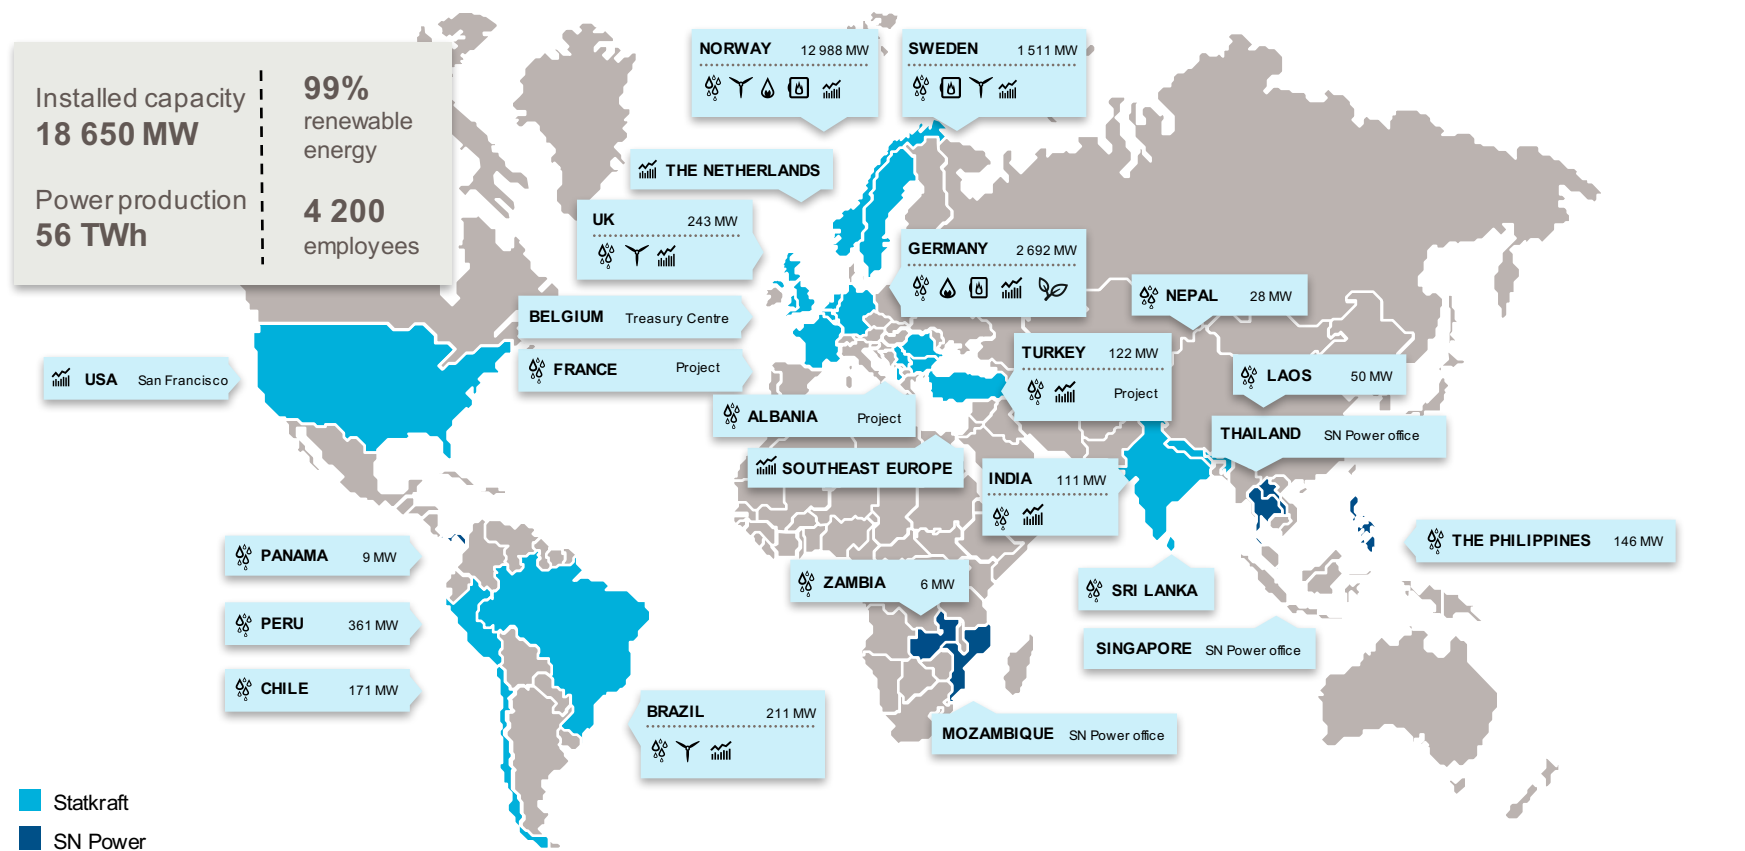 Installed capacity
18 650 MW
Power production
56 TWh
99%
renewable
energy
4 200
employees
NORWAY 12 988 MW
SWEDEN 1 511 MW
THE NETHERLANDS
UK 243 MW
GERMANY 2 692 MW
BELGIUM Treasury Centre
NEPAL 28 MW
FRANCE Project
TURKEY 122 MW
Project
USA San Francisco
LAOS 50 MW
ALBANIA Project
THAILAND SN Power office
SOUTHEAST EUROPE
INDIA 111 MW
PANAMA 9 MW
THE PHILIPPINES 146 MW
ZAMBIA 6 MW
SRI LANKA
PERU 361 MW
SINGAPORE SN Power office
CHILE 171 MW
BRAZIL 211 MW
MOZAMBIQUE SN Power office
Statkraft
SN Power